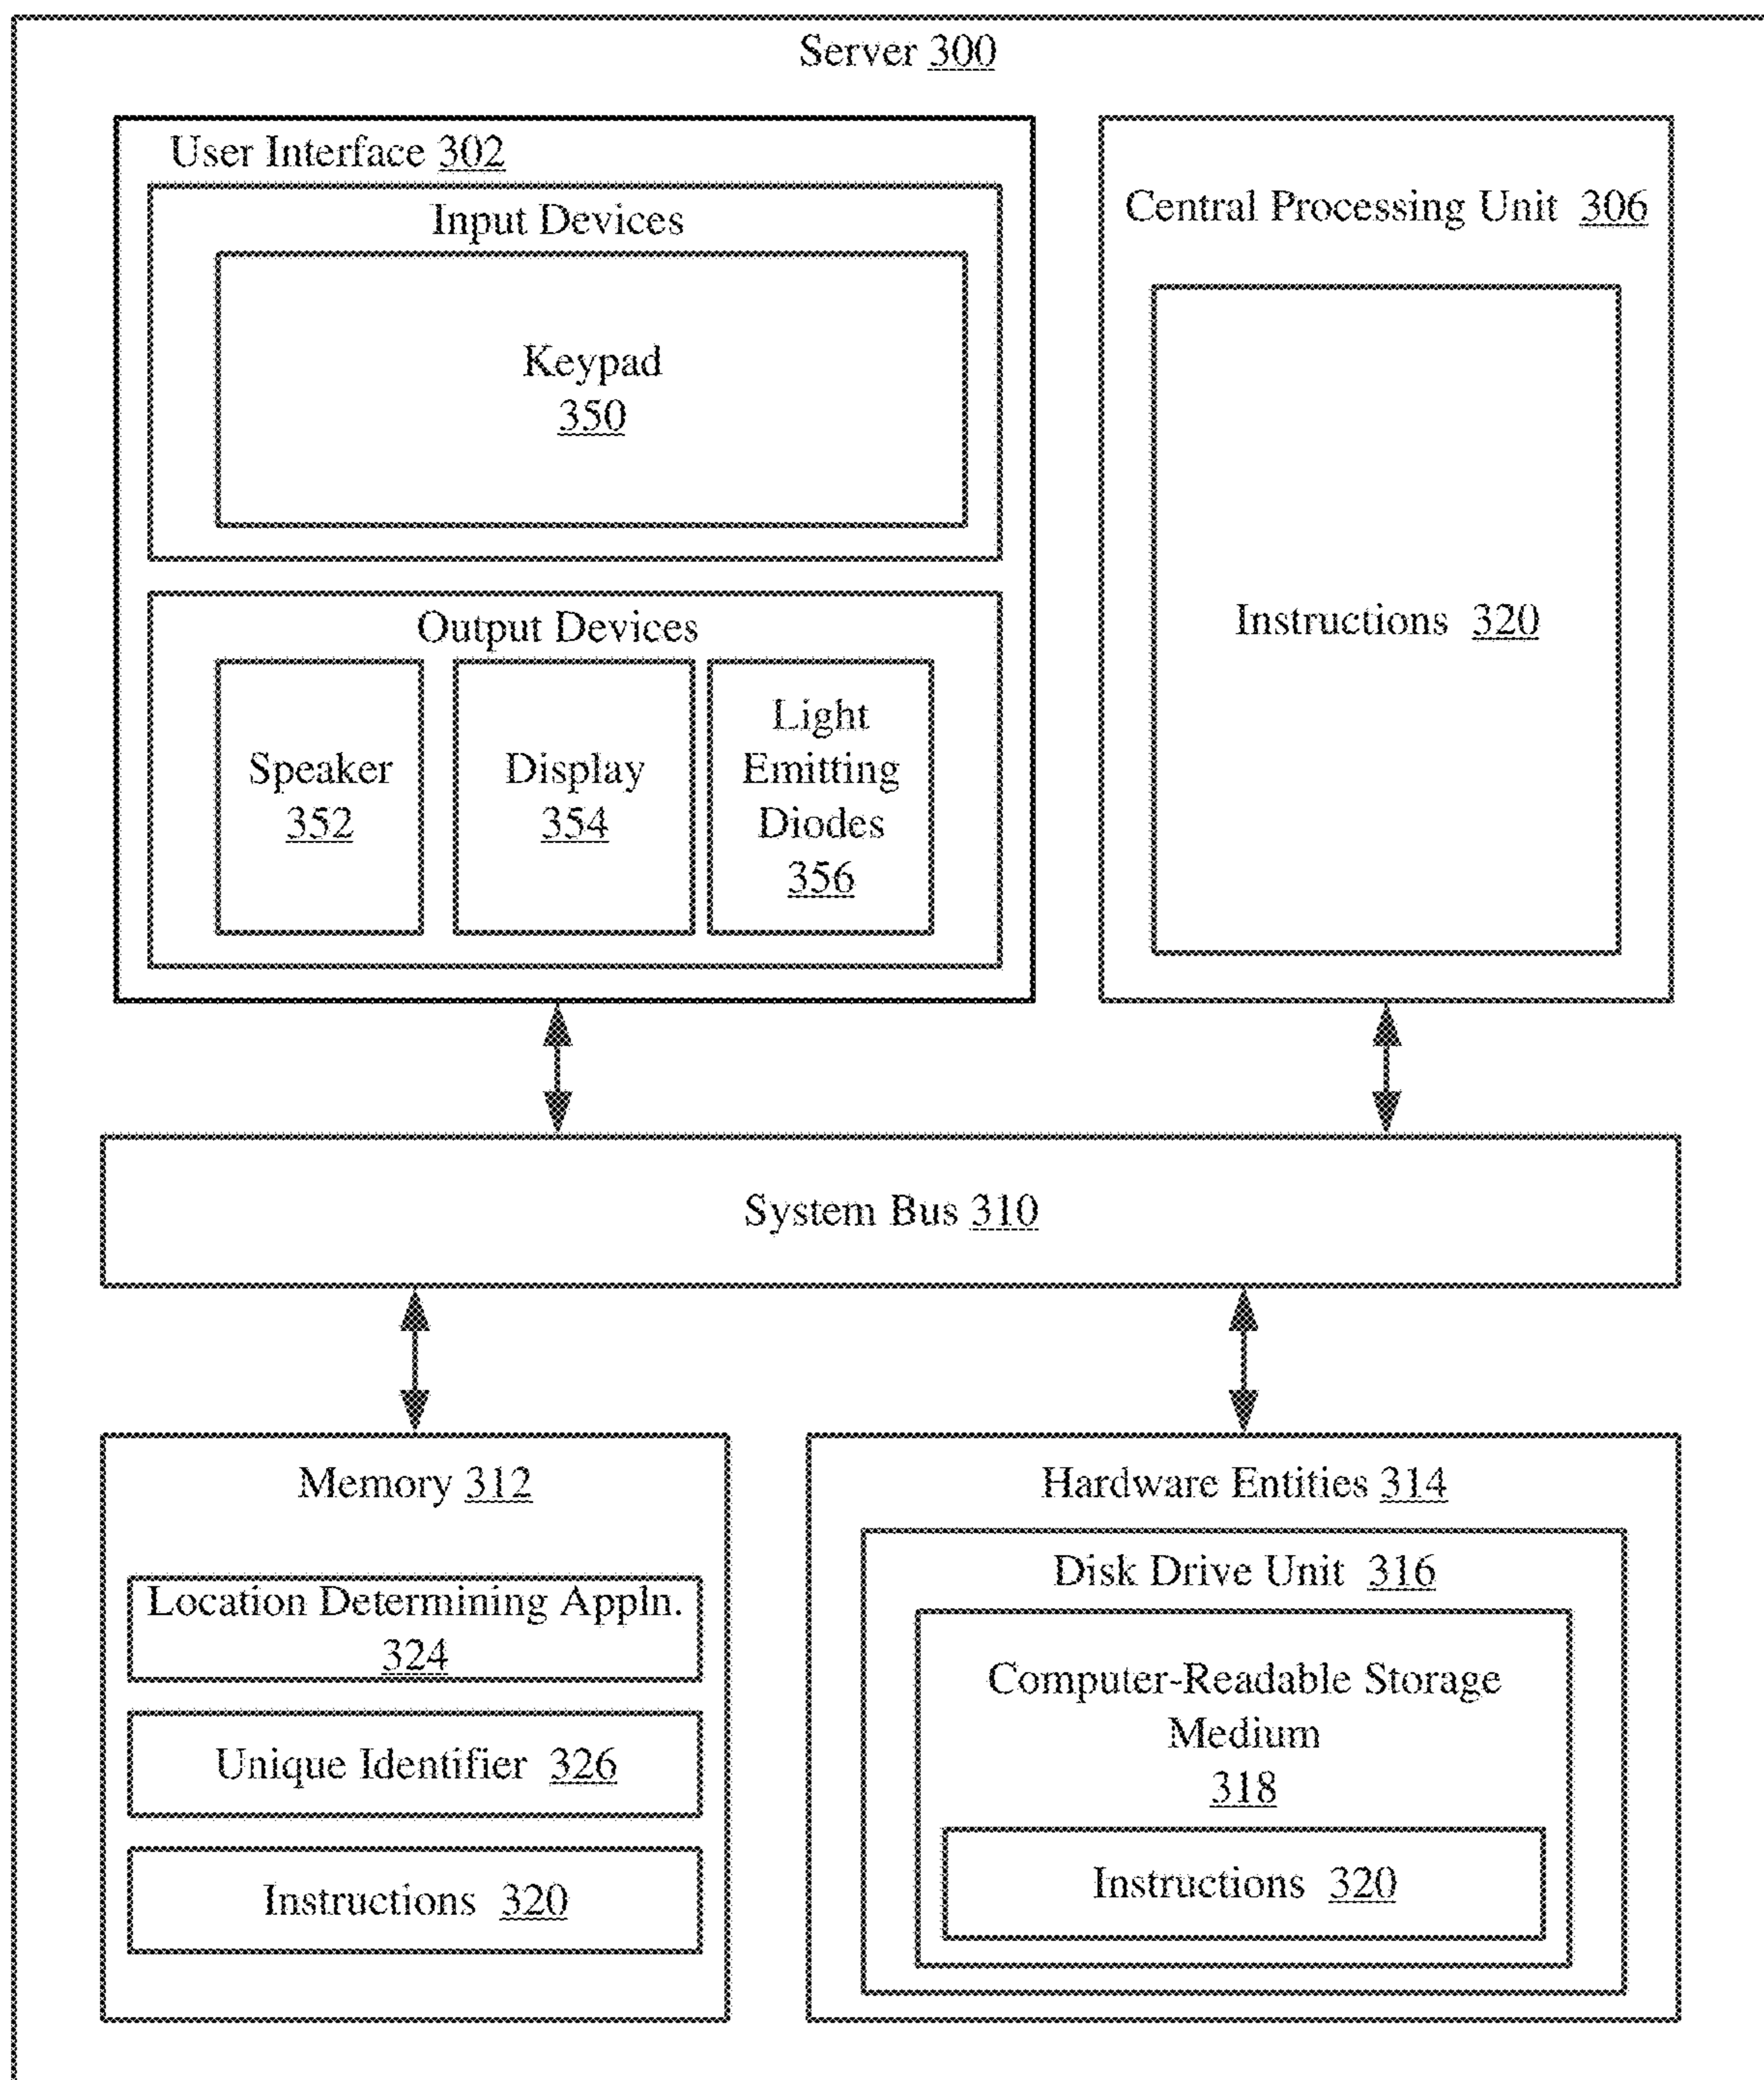 Server 300
User Interface 302
Input Devices
Keypad
350
Output Devices
Speaker
352
Display
354
Light
Emitting
Diodes
356
Central Processing Unit 306
Instructions 320
System Bus 310
Memory 312
Location Determining Appln.
324
Unique Identifier 326
Instructions 320
Hardware Entities 314
Disk Drive Unit 316
Computer-Readable Storage
Medium
318
Instructions 320